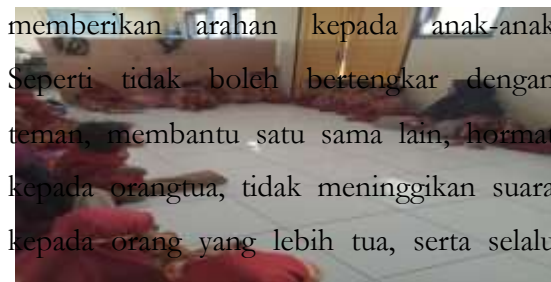 memberikan arahan kepada anak-anak
Seperti tidak boleh bertengkar dengan
teman, membantu satu sama lain, hormat
kepada orangtua, tidak meninggikan suara
kepada orang yang lebih tua, serta selalu